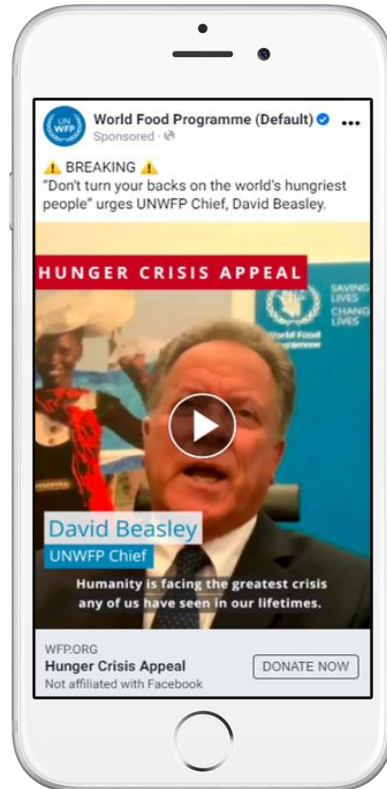 UN
WFP
World Food Programme (Default)
Sponsored ·
⚠ BREAKING ⚠
“Don't turn your backs on the world's hungriest
people” urges UNWFP Chief, David Beasley.
HUNGER CRISIS APPEAL
SAVING
LIVES
CHANG
LIVES
World Food
Programme
David Beasley
UNWFP Chief
Humanity is facing the greatest crisis
any of us have seen in our lifetimes.
WFP.ORG
Hunger Crisis Appeal
Not affiliated with Facebook
DONATE NOW